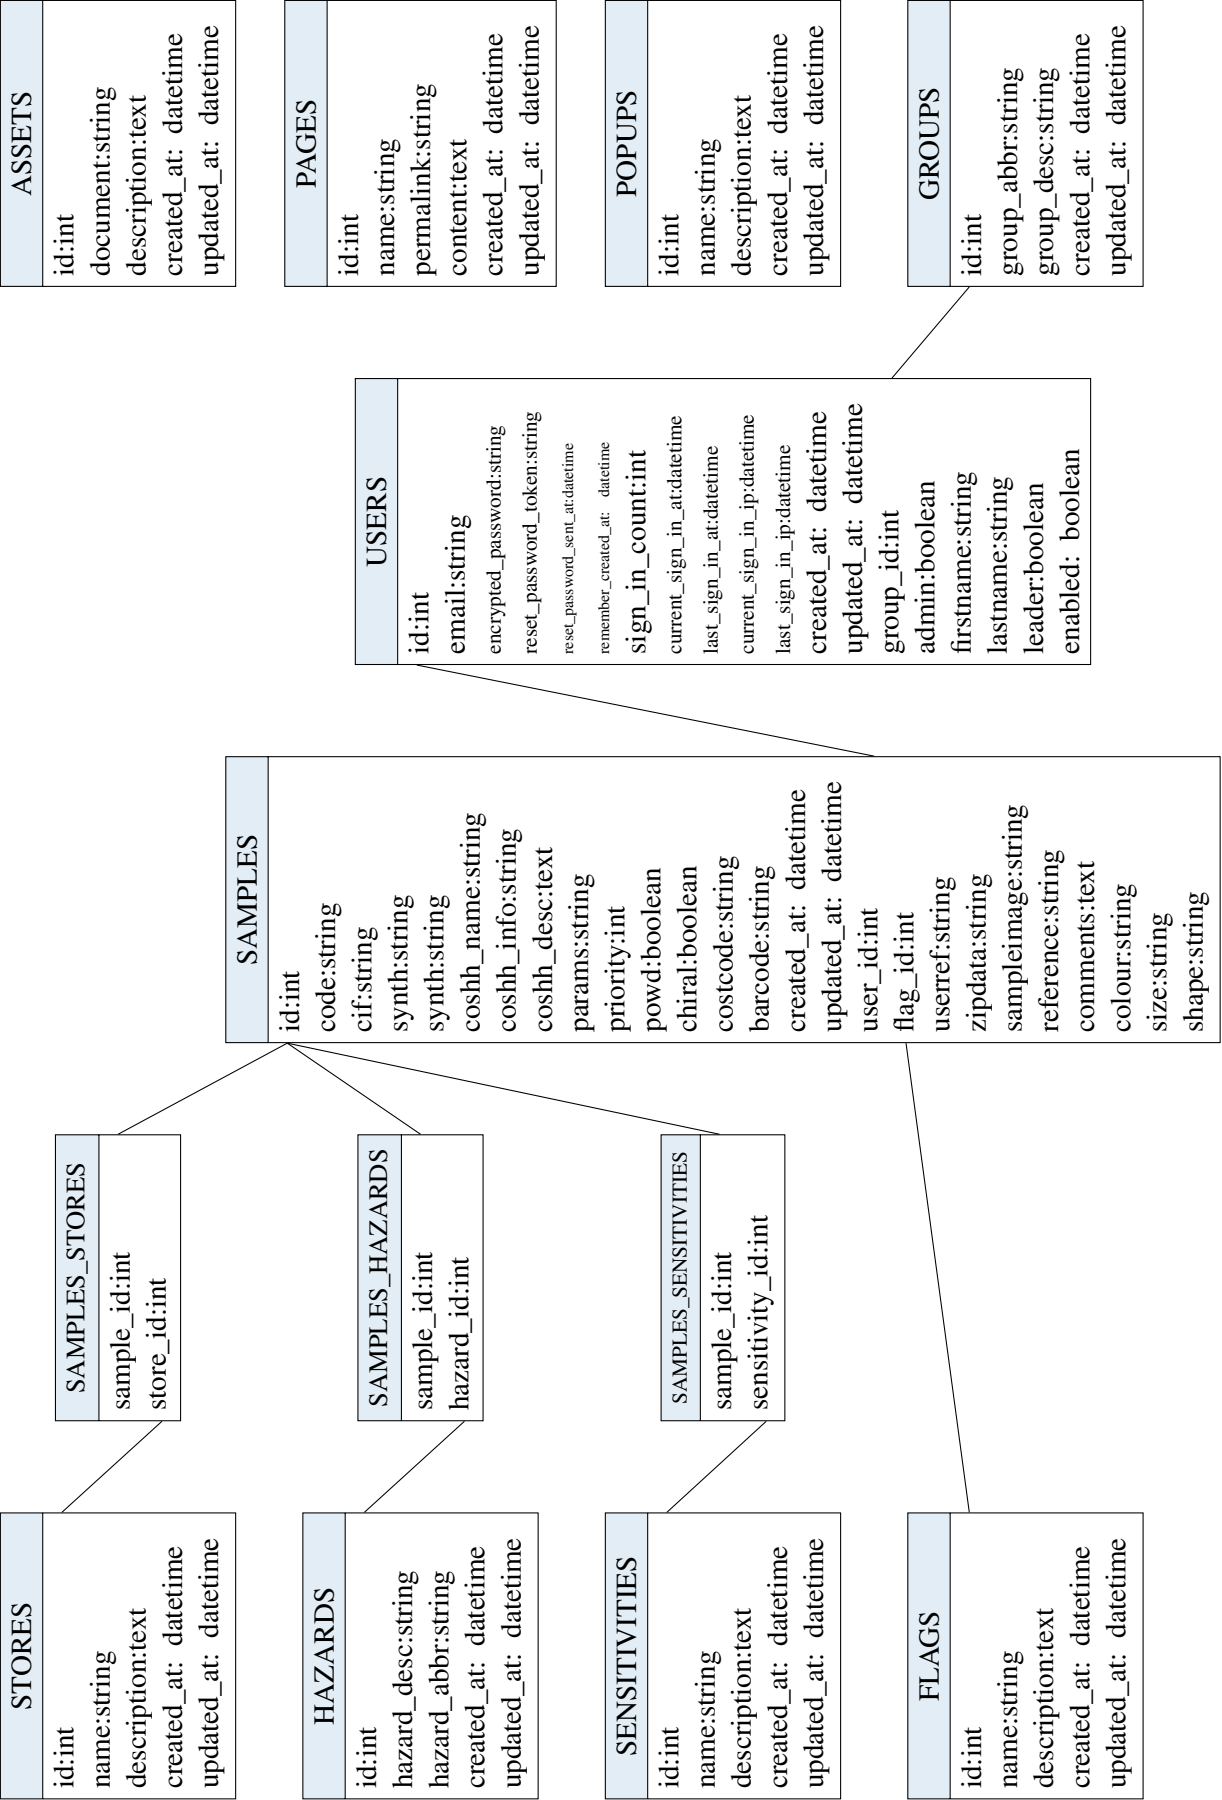 STORES
id:int
name:string
description:text
created_at: datetime
updated_at: datetime
HAZARDS
id:int
hazard_desc:string
hazard_abbr:string
created_at: datetime
updated_at: datetime
SENSITIVITIES
id:int
name:string
description:text
created_at: datetime
updated_at: datetime
FLAGS
id:int
name:string
description:text
created_at: datetime
updated_at: datetime
SAMPLES_STORES
sample_id:int
store_id:int
SAMPLES_HAZARDS
sample_id:int
hazard_id:int
SAMPLES_SENSITIVITIES
sample_id:int
sensitivity_id:int
SAMPLES
id:int
code:string
cif:string
synth:string
synth:string
coshh_name:string
coshh_info:string
coshh_desc:text
params:string
priority:int
powd:boolean
chiral:boolean
costcode:string
barcode:string
created_at: datetime
updated_at: datetime
user_id:int
flag_id:int
userref:string
zipdata:string
sampleimage:string
reference:string
comments:text
colour:string
size:string
shape:string
USERS
id:int
email:string
encrypted_password:string
reset_password_token:string
reset_password_sent_at:datetime
remember_created_at: datetime
sign_in_count:int
current_sign_in_at:datetime
last_sign_in_at:datetime
current_sign_in_ip:datetime
last_sign_in_ip:datetime
created_at: datetime
updated_at: datetime
group_id:int
admin:boolean
firstname:string
lastname:string
leader:boolean
enabled: boolean
ASSETS
id:int
document:string
description:text
created_at: datetime
updated_at: datetime
PAGES
id:int
name:string
permalink:string
content:text
created_at: datetime
updated_at: datetime
POPUPS
id:int
name:string
description:text
created_at: datetime
updated_at: datetime
GROUPS
id:int
group_abbr:string
group_desc:string
created_at: datetime
updated_at: datetime